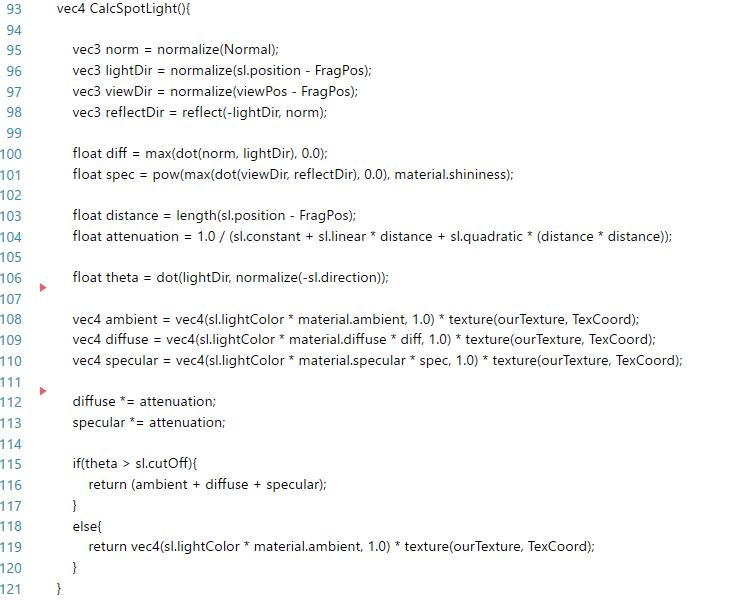 93 vec4 CalcSpotLight(){
94
95 vec3 norm = normalize(Normal);
96 vec3 lightDir = normalize(sl.position - FragPos);
97 vec3 viewDir = normalize(viewPos - FragPos);
98 vec3 reflectDir = reflect(-lightDir, norm);
99
100 float diff = max(dot(norm, lightDir), 0.0);
101 float spec = pow(max(dot(viewDir, reflectDir), 0.0), material.shininess);
102
103 float distance = length(sl.position - FragPos);
104 float attenuation = 1.0 / (sl.constant + sl.linear * distance + sl.quadratic * (distance * distance));
105
106 float theta = dot(lightDir, normalize(-sl.direction));
107
108 vec4 ambient = vec4(sl.lightColor * material.ambient, 1.0) * texture(ourTexture, TexCoord);
109 vec4 diffuse = vec4(sl.lightColor * material.diffuse * diff, 1.0) * texture(ourTexture, TexCoord);
110 vec4 specular = vec4(sl.lightColor * material.specular * spec, 1.0) * texture(ourTexture, TexCoord);
111
112 diffuse *= attenuation;
113 specular *= attenuation;
114
115 if(theta > sl.cutOff){
116 return (ambient + diffuse + specular);
117 }
118 else{
119 return vec4(sl.lightColor * material.ambient, 1.0) * texture(ourTexture, TexCoord);
120 }
121 }